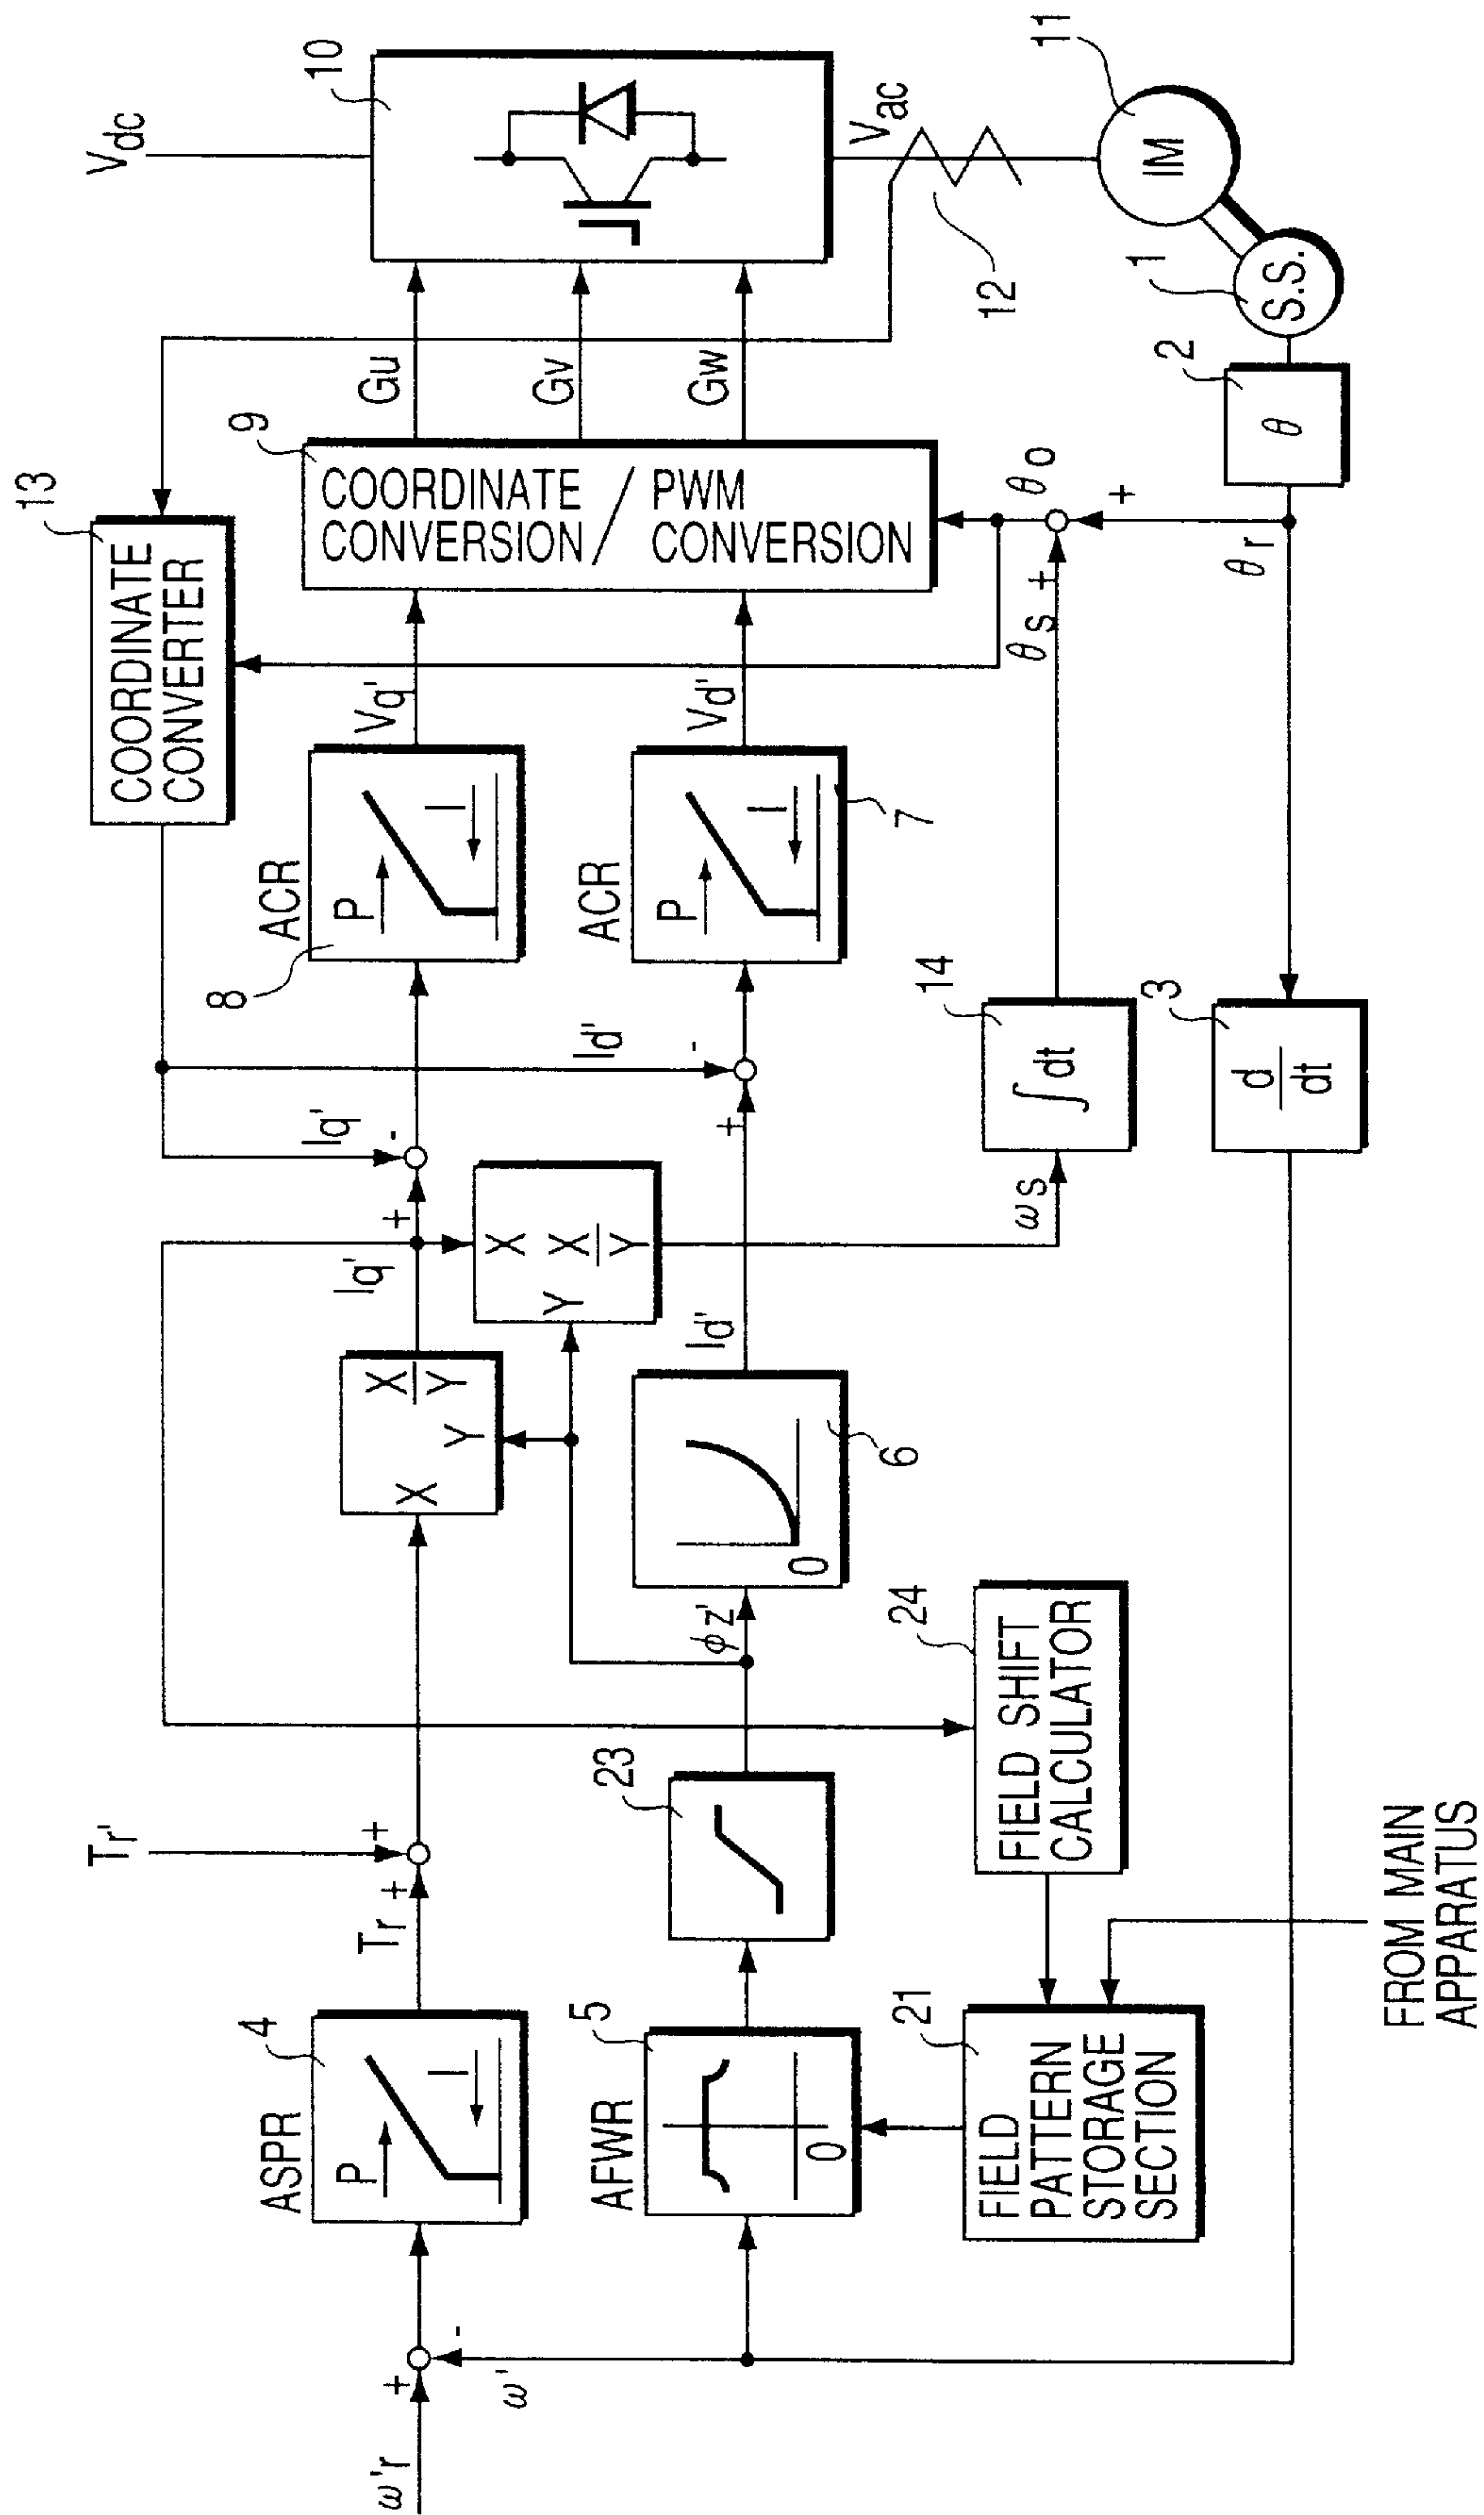 ω'r
+
-
ω'
ASPR
4
P
I
Tr
+
Tr'
+
X
Y
X
Y
Iq'
+
Iq'
-
X
Y
X
Y
ACR
8
P
I
Vq'
13
COORDINATE
CONVERTER
9
COORDINATE
CONVERSION
/
PWM
CONVERSION
Gu
Gv
Gw
Vdc
10
Vac
12
11
IM
1
S.S.
2
θ
AFWR
5
0
23
φz'
6
0
Id'
+
Id'
-
ACR
7
P
I
Vd'
21
FIELD
PATTERN
STORAGE
SECTION
24
FIELD SHIFT
CALCULATOR
FROM MAIN
APPARATUS
ωs
14
∫dt
θs
+
θo
+
θr
3
d
dt